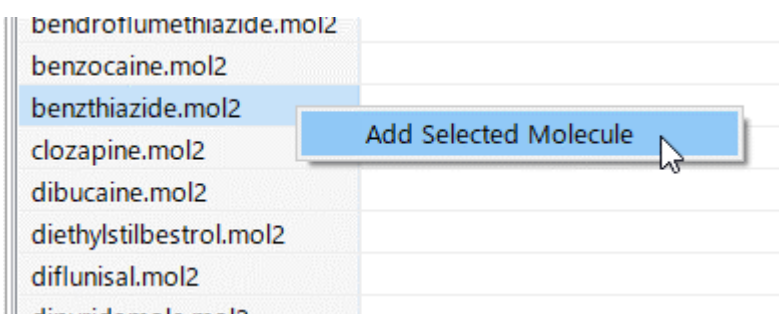 bendroflumethiazide.mol2
benzocaine.mol2
benzthiazide.mol2
Add Selected Molecule
clozapine.mol2
dibucaine.mol2
diethylstilbestrol.mol2
diflunisal.mol2